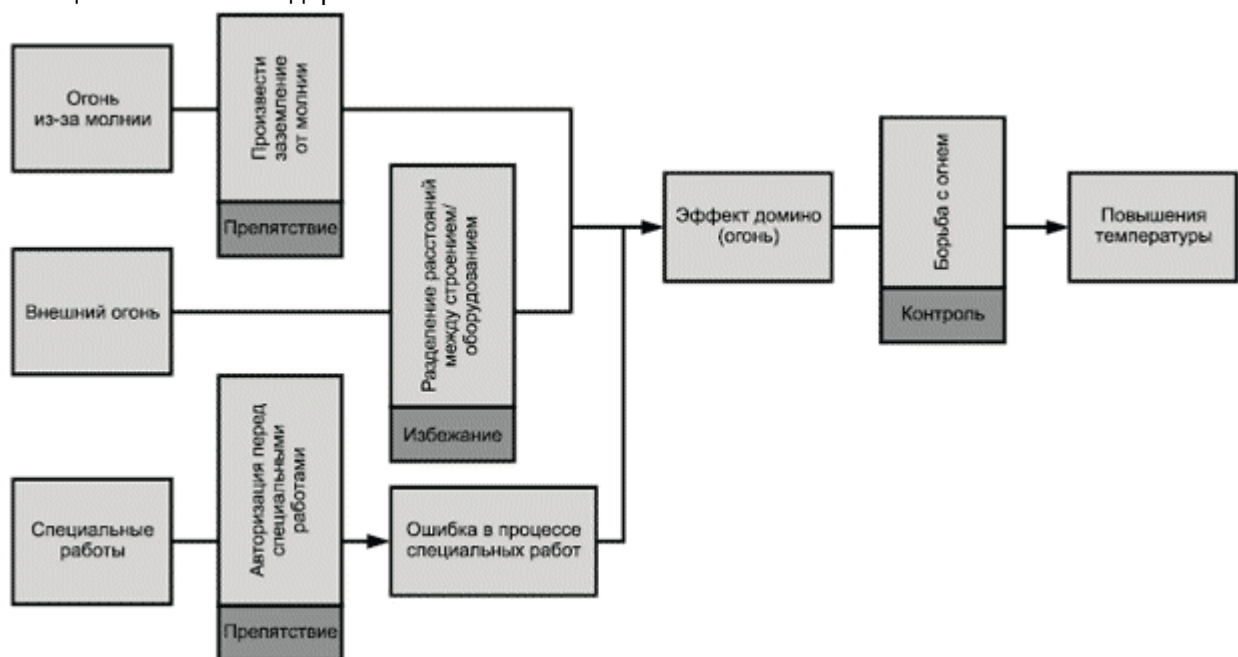 Огонь
из-за молнии
Произвести
заземление
от молнии
Препятствие
Внешний огонь
Разделение расстояний
между строением/
оборудованием
Избежание
Специальные
работы
Авторизация перед
специальными
работами
Препятствие
Ошибка в процессе
специальных работ
Эффект домино
(огонь)
Борьба с огнем
Контроль
Повышения
температуры